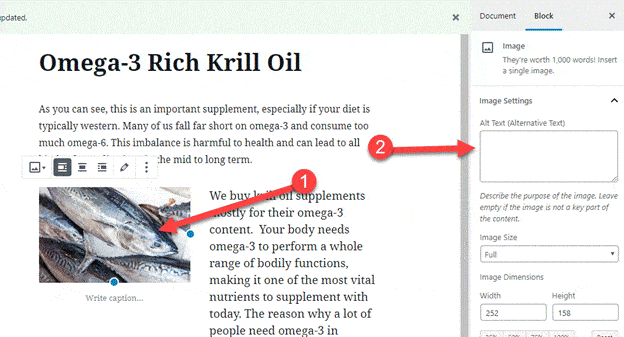 pdated.
Document Block
Omega-3 Rich Krill Oil
As you can see, this is an important supplement, especially if your diet is
typically western. Many of us fall far short on omega-3 and consume too
much omega-6. This imbalance is harmful to health and can lead to all
the mid to long term.
1
We buy krill oil supplements
mostly for their omega-3
content. Your body needs
omega-3 to perform a whole
range of bodily functions,
making it one of the most vital
nutrients to supplement with
today. The reason why a lot of
people need omega-3 in
Write caption...
Image
They're worth 1,000 words! Insert
a single image.
Image Settings
Alt Text (Alternative Text)
2
Describe the purpose of the image. Leave
empty if the image is not a key part of
the content.
Image Size
Full
Image Dimensions
Width Height
252 158
25% 50% 75% 100% Reset